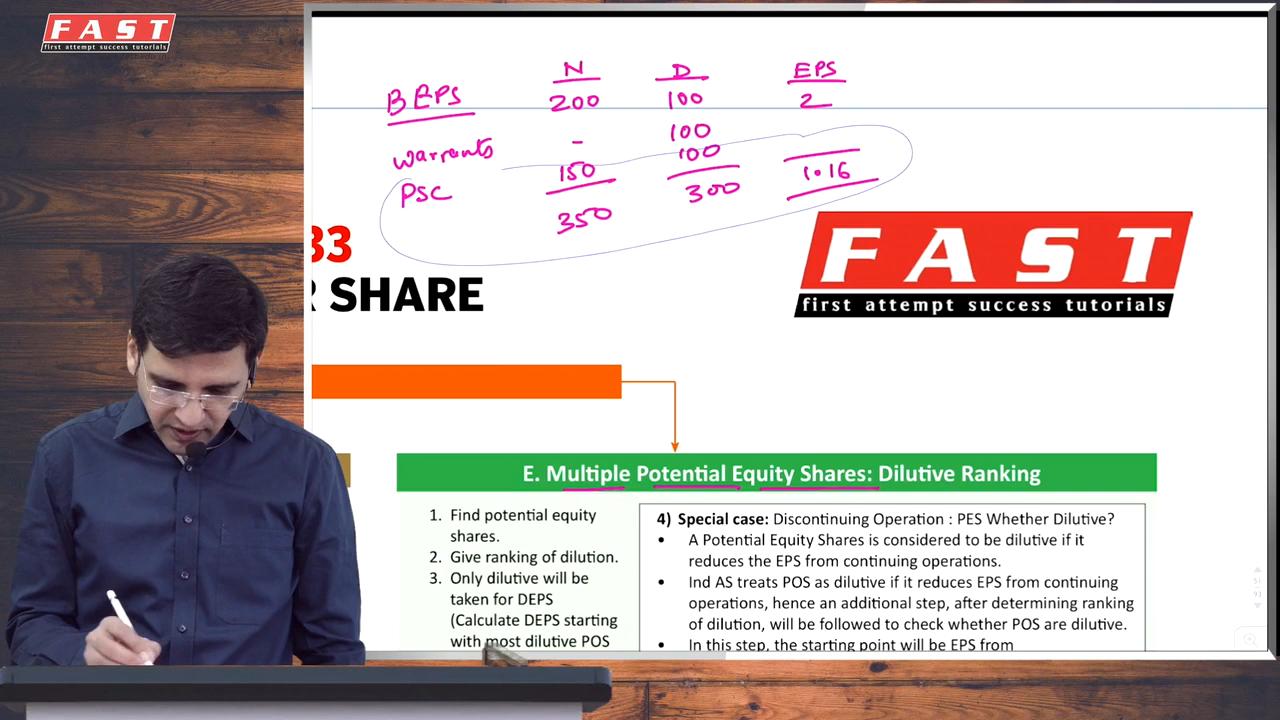 FAST
first attempt success tutorials
N D EPS
BEPS 200 100 2
warrants - 100
PSC 150 100
350 300 1.16
33
R SHARE
FAST
first attempt success tutorials
E. Multiple Potential Equity Shares: Dilutive Ranking
1. Find potential equity
shares.
2. Give ranking of dilution.
3. Only dilutive will be
taken for DEPS
(Calculate DEPS starting
with most dilutive POS
4) Special case: Discontinuing Operation : PES Whether Dilutive?
• A Potential Equity Shares is considered to be dilutive if it
reduces the EPS from continuing operations.
• Ind AS treats POS as dilutive if it reduces EPS from continuing
operations, hence an additional step, after determining ranking
of dilution, will be followed to check whether POS are dilutive.
• In this step, the starting point will be EPS from